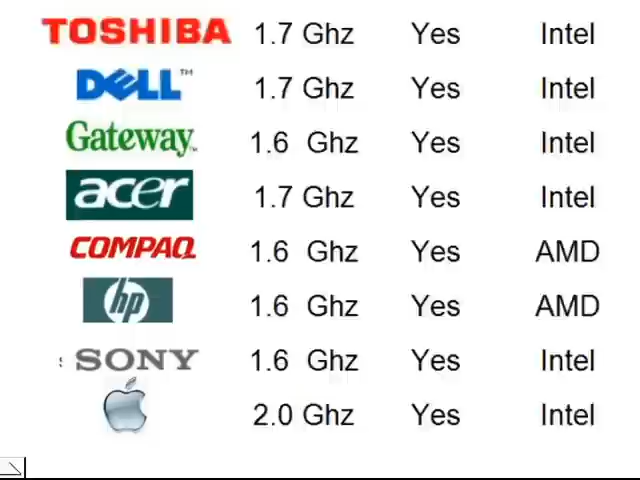 TOSHIBA 1.7 Ghz Yes Intel
DELL™ 1.7 Ghz Yes Intel
Gateway™ 1.6 Ghz Yes Intel
acer 1.7 Ghz Yes Intel
COMPAQ 1.6 Ghz Yes AMD
hp 1.6 Ghz Yes AMD
SONY 1.6 Ghz Yes Intel
2.0 Ghz Yes Intel